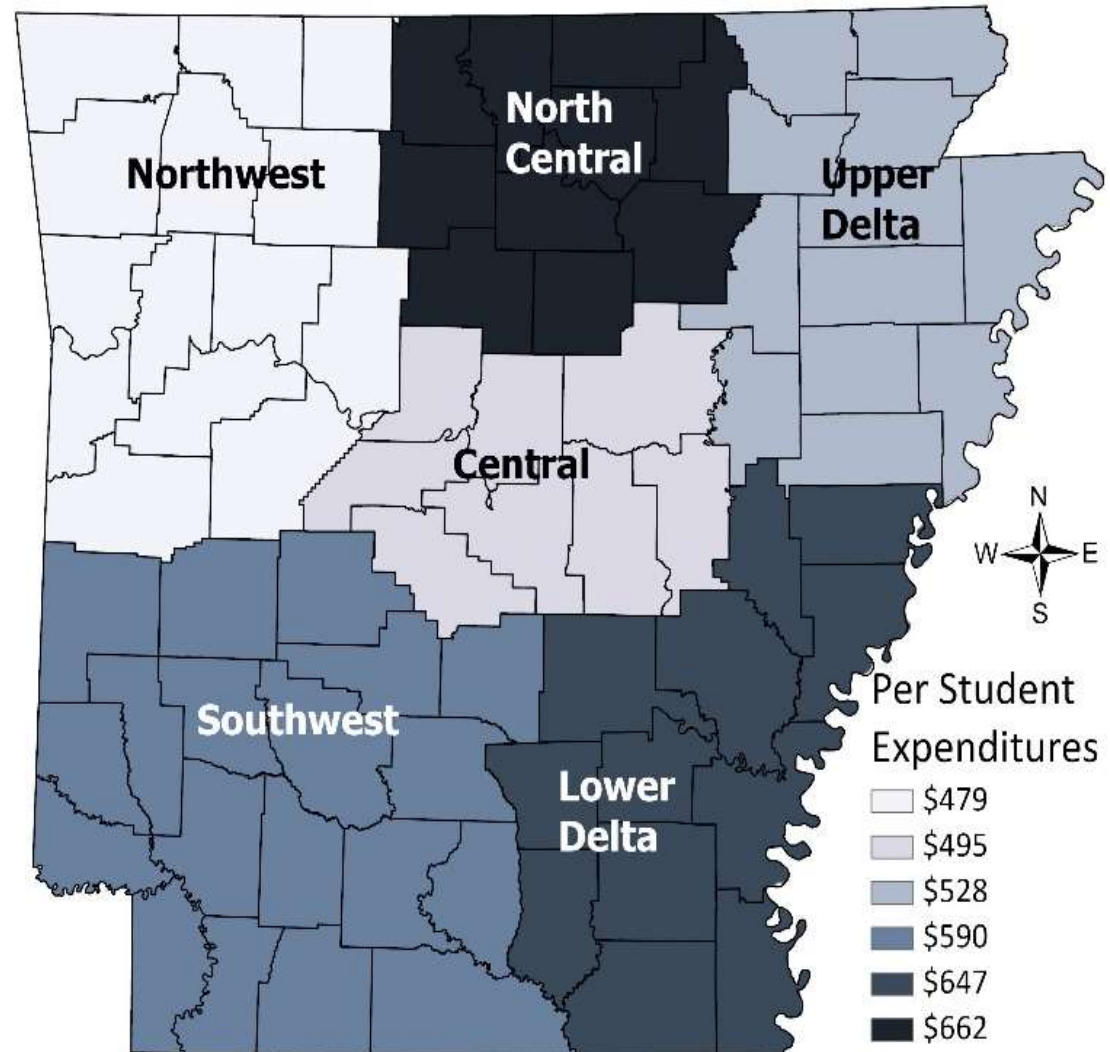 North
Central
Northwest
Upper
Delta
Central
N
W E
S
Southwest
Lower
Delta
Per Student
Expenditures
$479
$495
$528
$590
$647
$662